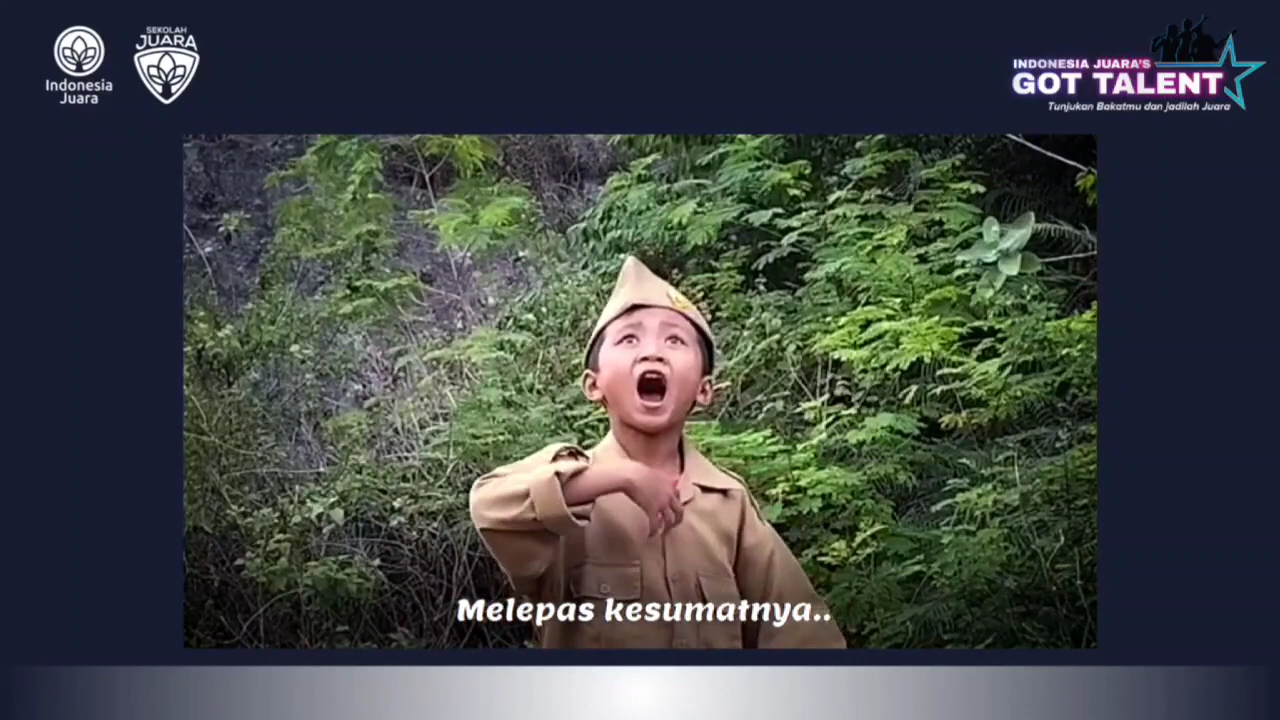 Indonesia
Juara
SEKOLAH
JUARA
INDONESIA JUARA'S
GOT TALENT
Tunjukan Bakatmu dan jadilah Juara
Melepas kesumatnya..